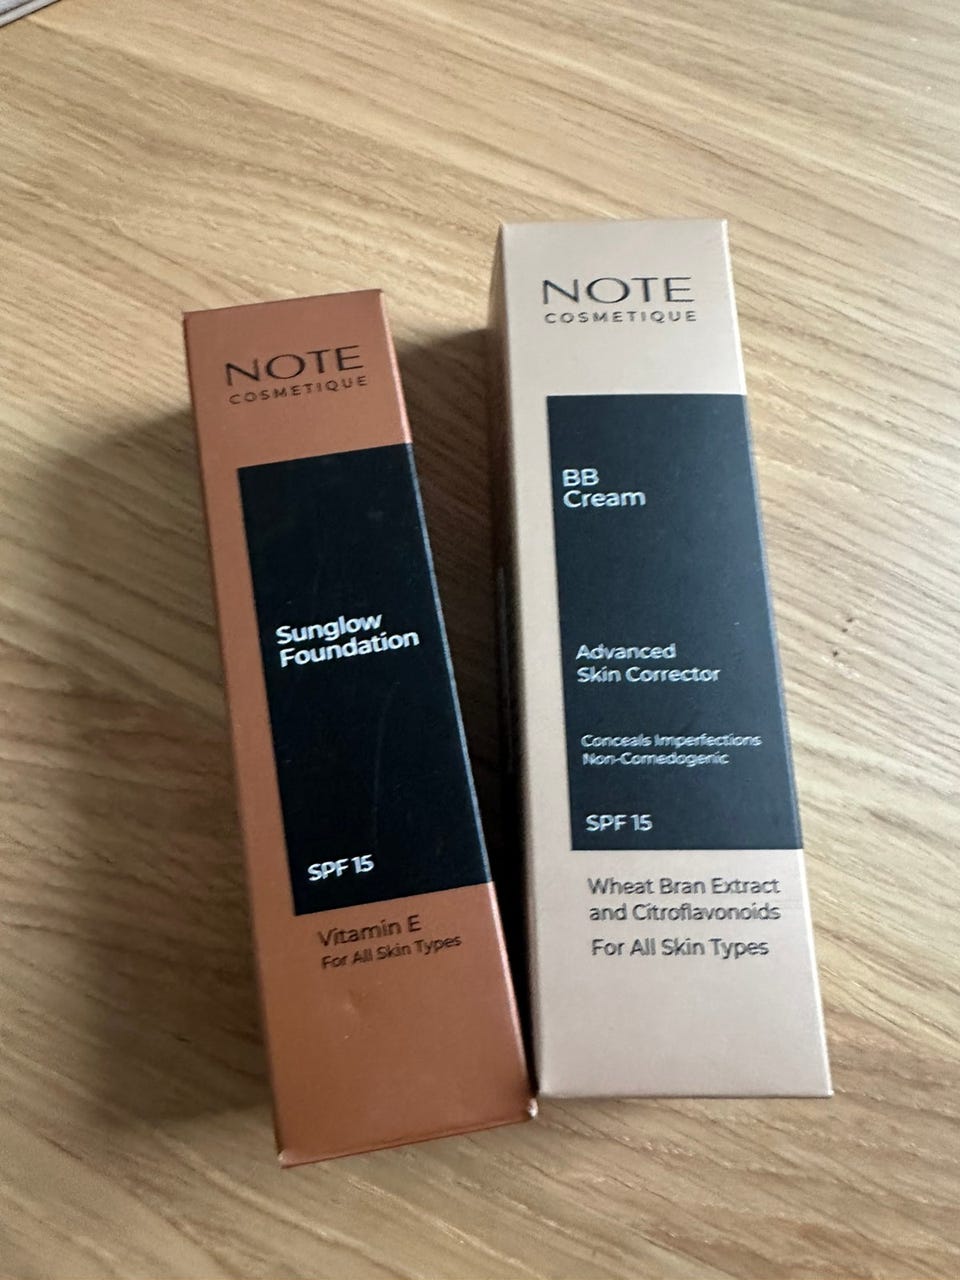 NOTE
COSMETIQUE
Sunglow
Foundation
SPF 15
Vitamin E
For All Skin Types
NOTE
COSMETIQUE
BB
Cream
Advanced
Skin Corrector
Conceals Imperfections
Non-Comedogenic
SPF 15
Wheat Bran Extract
and Citroflavonoids
For All Skin Types